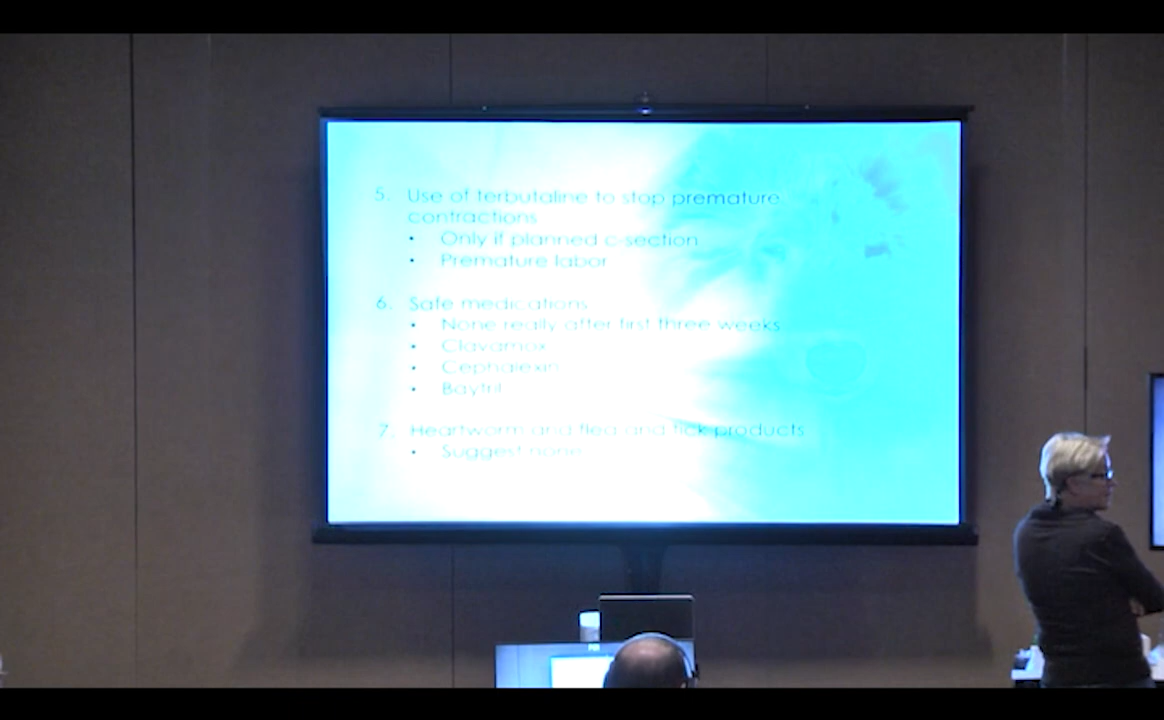 5. Use of terbutaline to stop premature
contractions
• Only if planned c-section
• Premature labor
6. Safe medications
• None really after first three weeks
• Clavamox
• Cephalexin
• Baytril
7. Heartworm and flea and tick products
• Suggest none